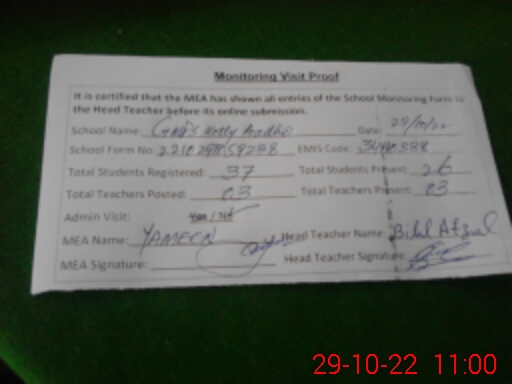 Monitoring Visit Proof
It is certified that the MEA has shown all entries of the School Monitoring Form to
the Head Teacher before its online submission.
School Name: Date: 29/10/22
School Form No: EMIS Code:
Total Students Registered: 37 Total Students Present: 26
Total Teachers Posted: 03 Total Teachers Present: 03
Admin Visit: Yes / No
MEA Name: YAMEEN Head Teacher Name Bilal Afzaal
MEA Signature: Head Teacher Signature:
29-10-22 11:00